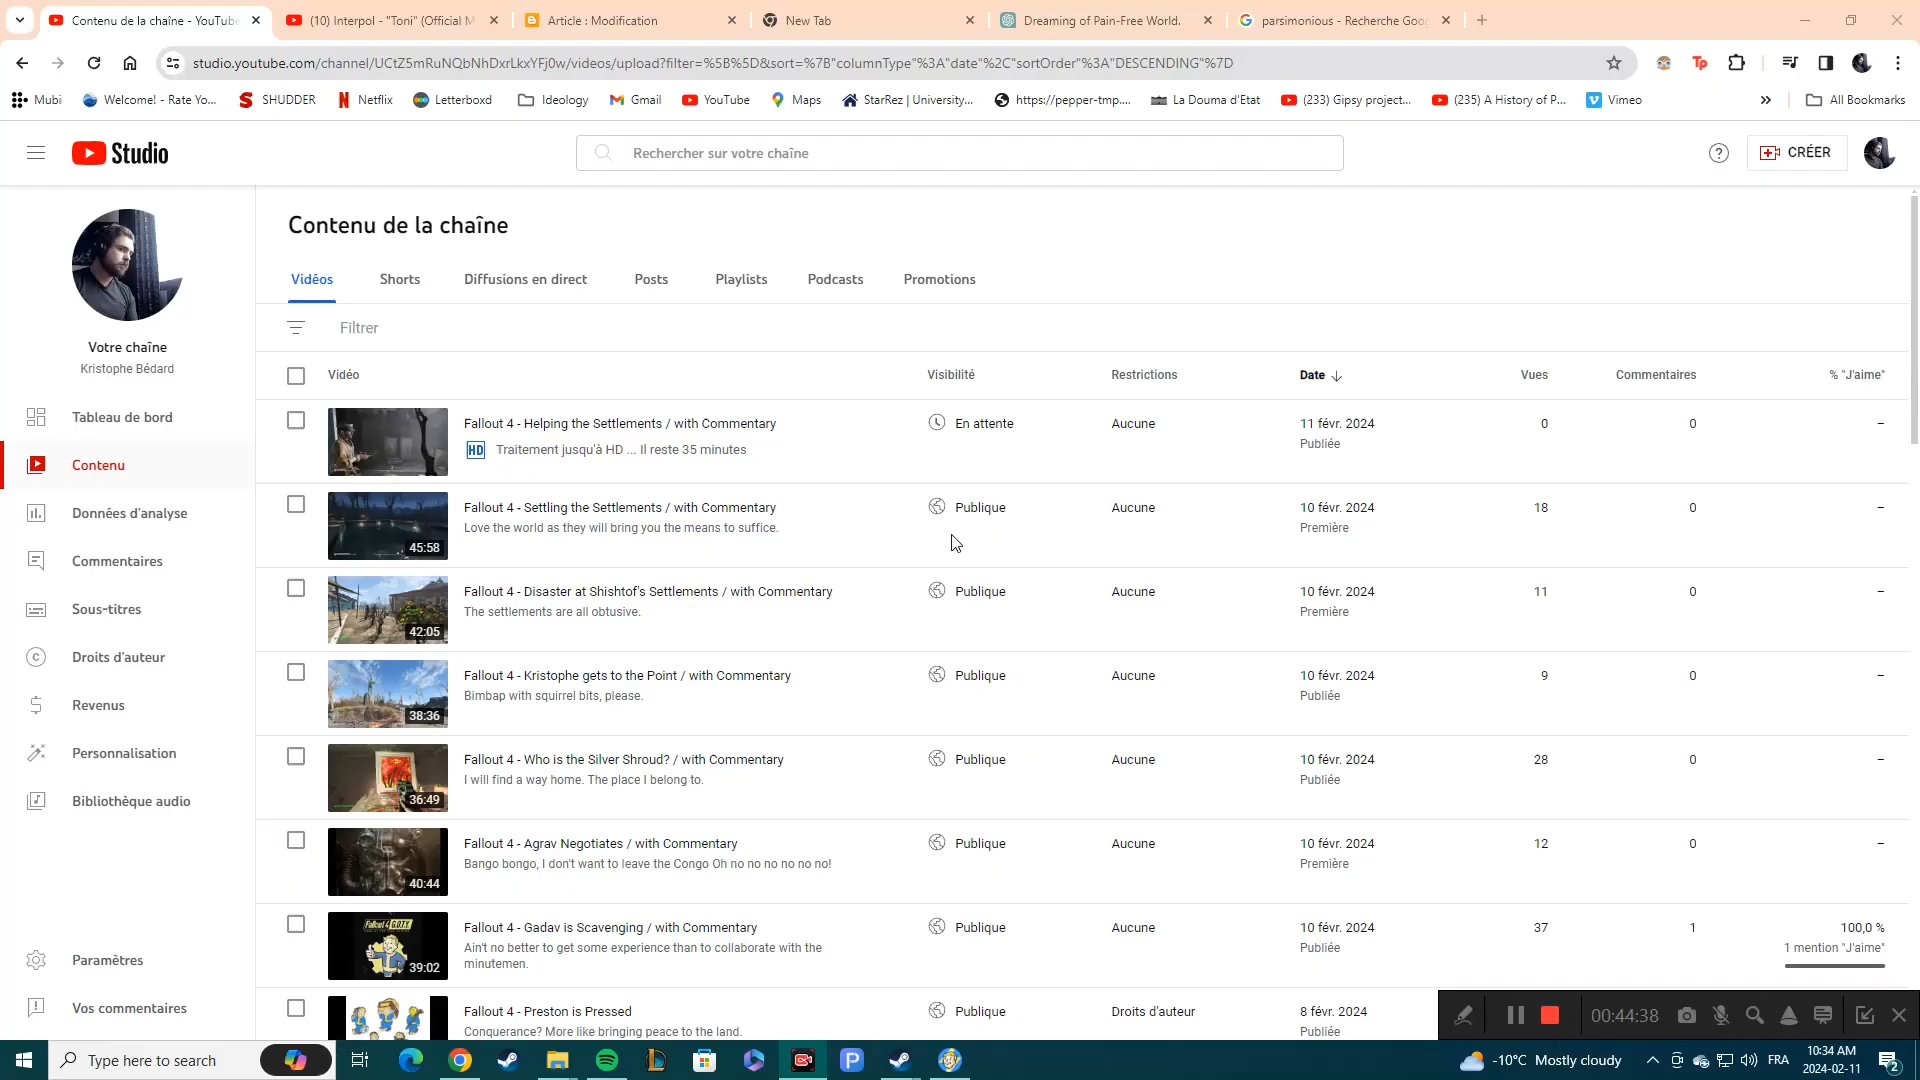 Contenu de la chaîne - YouTube
(10) Interpol - "Toni" (Official M
Article : Modification
New Tab
Dreaming of Pain-Free World.
parsimonious - Recherche Goo
studio.youtube.com/channel/UCtZ5mRuNQbNhDxrLkxYFj0w/videos/upload?filter=%5B%5D&sort=%7B"columnType"%3A"date"%2C"sortOrder"%3A"DESCENDING"%7D
Tp
Mubi
Welcome! - Rate Yo...
SHUDDER
Netflix
Letterboxd
Ideology
Gmail
YouTube
Maps
StarRez | University...
https://pepper-tmp....
La Douma d'Etat
(233) Gipsy project...
(235) A History of P...
Vimeo
All Bookmarks
Studio
Rechercher sur votre chaîne
CRÉER
Votre chaîne
Kristophe Bédard
Tableau de bord
Contenu
Données d'analyse
Commentaires
Sous-titres
Droits d'auteur
Revenus
Personnalisation
Bibliothèque audio
Paramètres
Vos commentaires
Contenu de la chaîne
Vidéos Shorts Diffusions en direct Posts Playlists Podcasts Promotions
Filtrer
Vidéo Visibilité Restrictions Date Vues Commentaires % "J'aime"
Fallout 4 - Helping the Settlements / with Commentary En attente Aucune 11 févr. 2024 0 0 –
HD Traitement jusqu'à HD ... Il reste 35 minutes Publiée
Fallout 4 - Settling the Settlements / with Commentary Publique Aucune 10 févr. 2024 18 0 –
Love the world as they will bring you the means to suffice. Première
45:58
Fallout 4 - Disaster at Shishtof's Settlements / with Commentary Publique Aucune 10 févr. 2024 11 0 –
The settlements are all obtusive. Première
42:05
Fallout 4 - Kristophe gets to the Point / with Commentary Publique Aucune 10 févr. 2024 9 0 –
Bimbap with squirrel bits, please. Publiée
38:36
Fallout 4 - Who is the Silver Shroud? / with Commentary Publique Aucune 10 févr. 2024 28 0 –
I will find a way home. The place I belong to. Publiée
36:49
Fallout 4 - Agrav Negotiates / with Commentary Publique Aucune 10 févr. 2024 12 0 –
Bango bongo, I don't want to leave the Congo Oh no no no no no no! Première
40:44
Fallout 4 G.O.T.Y.
Fallout 4 - Gadav is Scavenging / with Commentary Publique Aucune 10 févr. 2024 37 1 100,0 %
Ain't no better to get some experience than to collaborate with the Publiée 1 mention "J'aime"
minutemen.
39:02
Fallout 4 - Preston is Pressed Publique Droits d'auteur 8 févr. 2024
Conquerance? More like bringing peace to the land. Publiée
00:44:38
Type here to search
-10°C Mostly cloudy
FRA
10:34 AM
2024-02-11
2